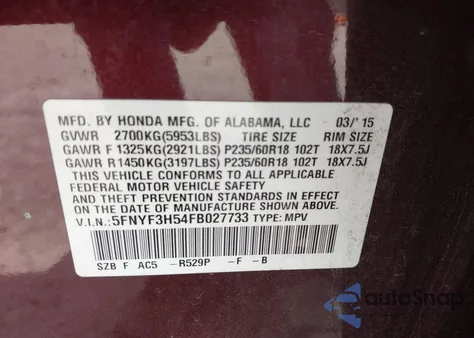 MFD. BY HONDA MFG. OF ALABAMA, LLC 03/'15
GVWR 2700KG(5953LBS) TIRE SIZE RIM SIZE
GAWR F 1325KG(2921LBS) P235/60R18 102T 18X7.5J
GAWR R 1450KG(3197LBS) P235/60R18 102T 18X7.5J
THIS VEHICLE CONFORMS TO ALL APPLICABLE
FEDERAL MOTOR VEHICLE SAFETY
AND THEFT PREVENTION STANDARDS IN EFFECT ON THE
DATE OF MANUFACTURE SHOWN ABOVE.
V.I.N.:5FNYF3H54FB027733 TYPE: MPV
SZB F AC5 -R529P -F -B
autoSnap